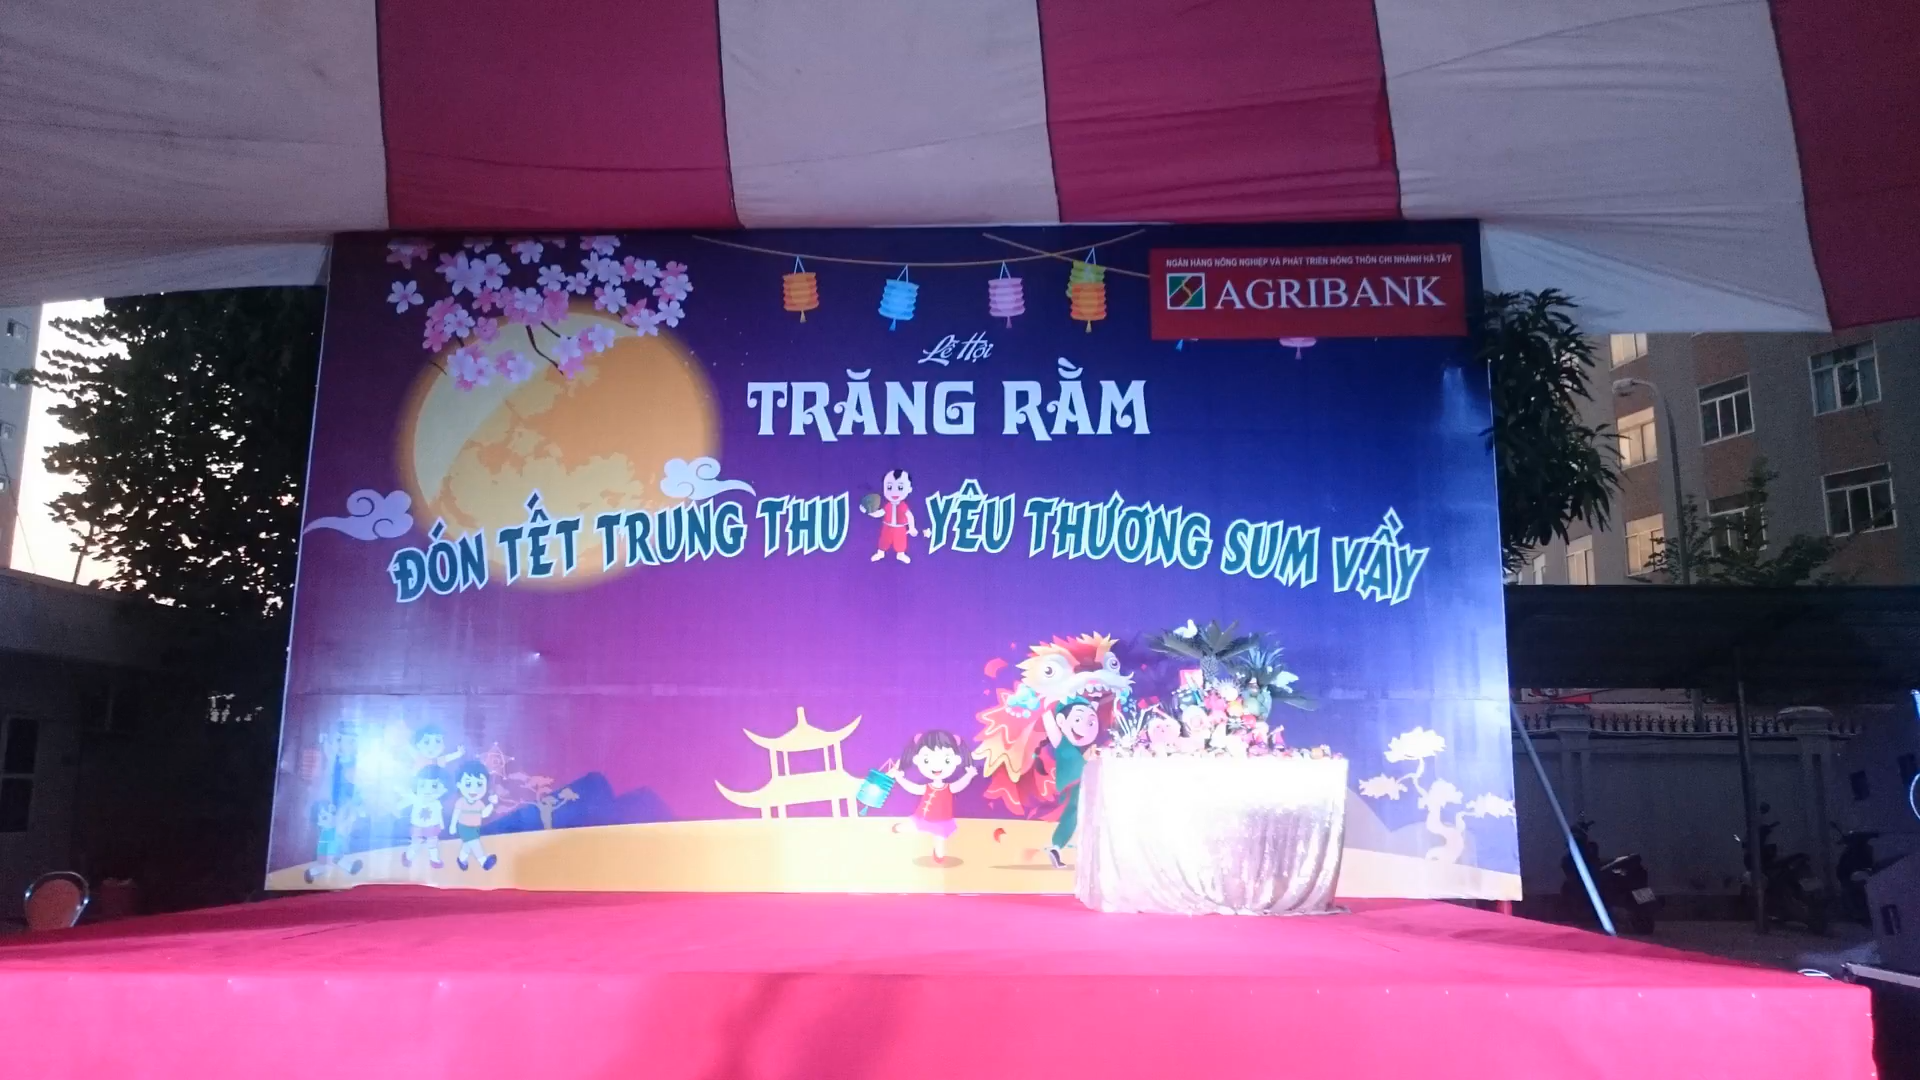 NGÂN HÀNG NÔNG NGHIỆP VÀ PHÁT TRIỂN NÔNG THÔN CHI NHÁNH HÀ TÂY
AGRIBANK
Lễ Hội
TRĂNG RẰM
ĐÓN TẾT TRUNG THU YÊU THƯƠNG SUM VẦY